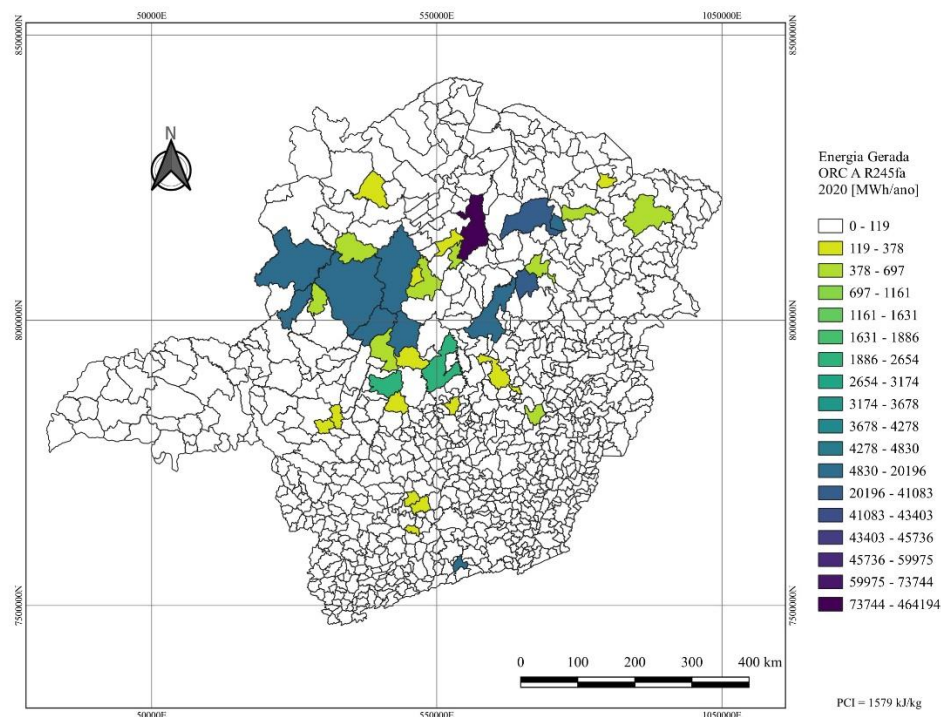 50000E
550000E
1050000E
8500000N
8500000N
N
Energia Gerada
ORC A R245fa
2020 [MWh/ano]
0 - 119
119 - 378
378 - 697
697 - 1161
1161 - 1631
1631 - 1886
1886 - 2654
2654 - 3174
3174 - 3678
3678 - 4278
4278 - 4830
4830 - 20196
20196 - 41083
41083 - 43403
43403 - 45736
45736 - 59975
59975 - 73744
73744 - 464194
8000000N
8000000N
7500000N
7500000N
0 100 200 300 400 km
PCI = 1579 kJ/kg
50000E
550000E
1050000E